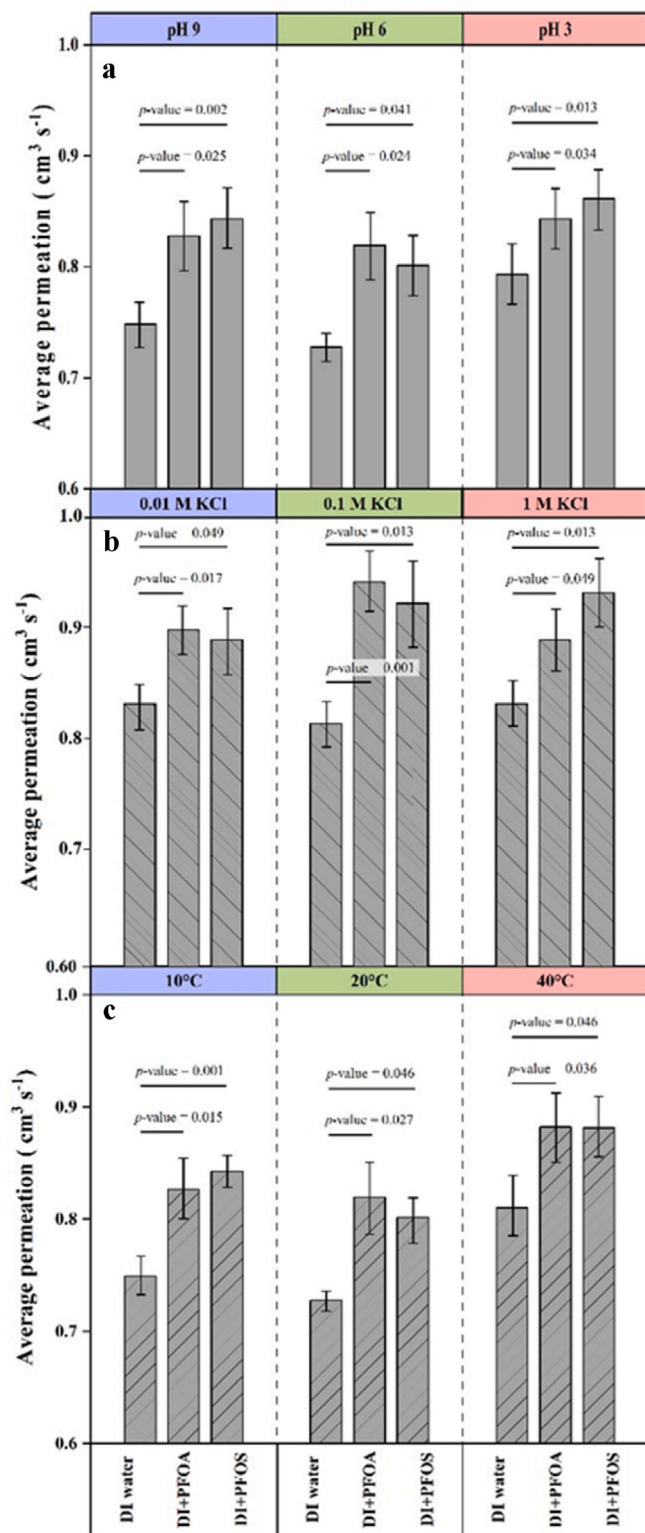 pH 9 pH 6 pH 3
1.0
a
p-value = 0.002 p-value = 0.041 p-value = 0.013
p-value = 0.025 p-value = 0.024 p-value = 0.034
0.9
0.8
0.7
0.6
Average permeation ( cm³ s⁻¹)
0.01 M KCl 0.1 M KCl 1 M KCl
1.0
b
p-value 0.049 p-value = 0.013 p-value = 0.013
p-value = 0.017 p-value 0.001 p-value = 0.049
0.9
0.8
0.7
0.60
Average permeation ( cm³ s⁻¹)
10°C 20°C 40°C
1.0
c
p-value = 0.001 p-value = 0.046 p-value = 0.046
p-value = 0.015 p-value = 0.027 p-value 0.036
0.9
0.8
0.7
0.6
Average permeation ( cm³ s⁻¹)
DI water DI+PFOA DI+PFOS DI water DI+PFOA DI+PFOS DI water DI+PFOA DI+PFOS